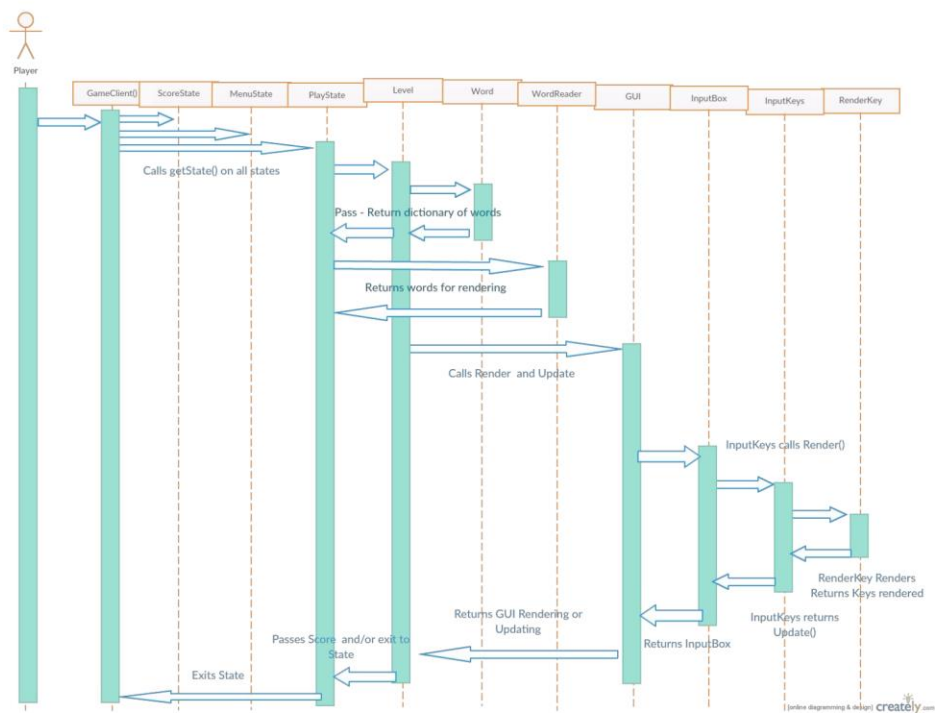 Player
GameClient()
ScoreState
MenuState
PlayState
Level
Word
WordReader
GUI
InputBox
InputKeys
RenderKey
Calls getState() on all states
Pass - Return dictionary of words
Returns words for rendering
Calls Render and Update
InputKeys calls Render()
RenderKey Renders
Returns Keys rendered
InputKeys returns
Update()
Returns GUI Rendering or
Updating
Returns InputBox
Passes Score and/or exit to
State
Exits State
[online diagramming & design] creately.com